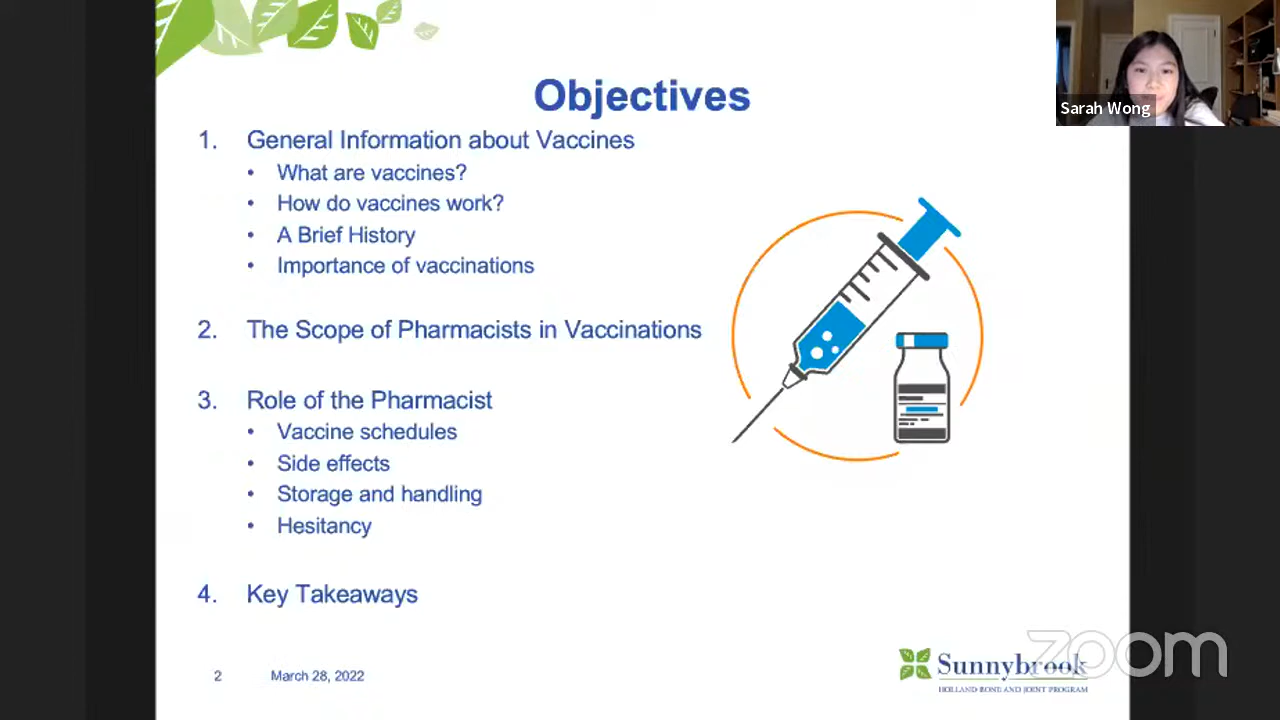 Objectives
1. General Information about Vaccines
• What are vaccines?
• How do vaccines work?
• A Brief History
• Importance of vaccinations
2. The Scope of Pharmacists in Vaccinations
3. Role of the Pharmacist
• Vaccine schedules
• Side effects
• Storage and handling
• Hesitancy
4. Key Takeaways
2 March 28, 2022
Sunnybrook
HOLLAND BONE AND JOINT PROGRAM
zoom
Sarah Wong